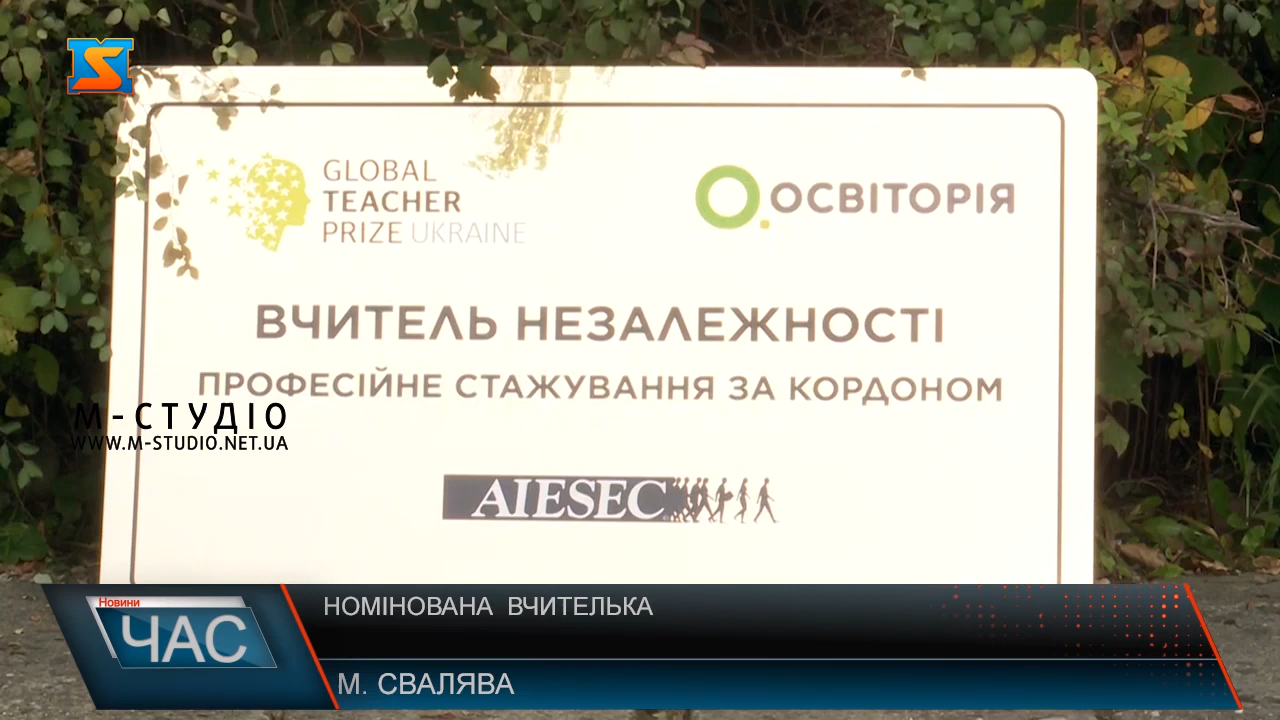 GLOBAL
TEACHER
PRIZE UKRAINE
ОСВІТОРІЯ
ВЧИТЕЛЬ НЕЗАЛЕЖНОСТІ
ПРОФЕСІЙНЕ СТАЖУВАННЯ ЗА КОРДОНОМ
М-СТУДІО
WWW.M-STUDIO.NET.UA
AIESEC
Новини
ЧАС
НОМІНОВАНА ВЧИТЕЛЬКА
М. СВАЛЯВА